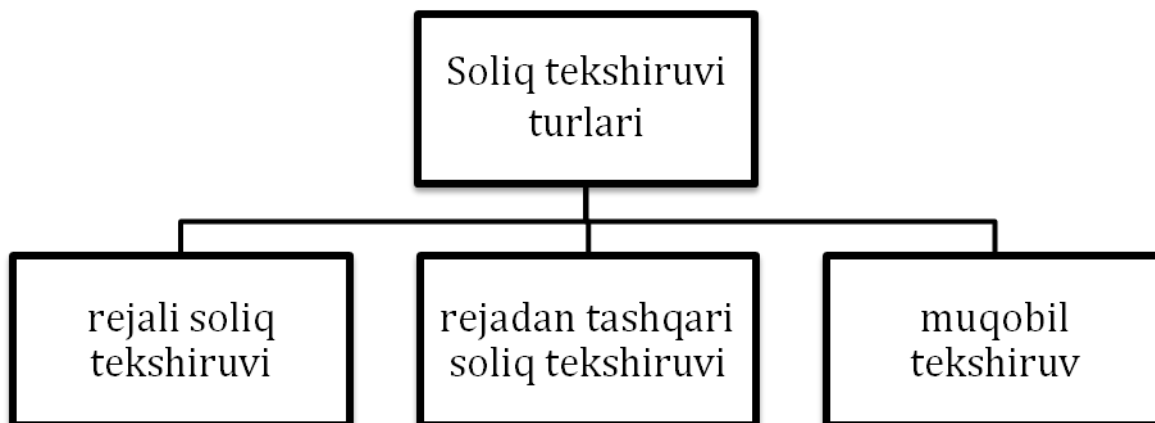 Soliq tekshiruvi
turlari
rejali soliq
tekshiruvi
rejadan tashqari
soliq tekshiruvi
muqobil
tekshiruv